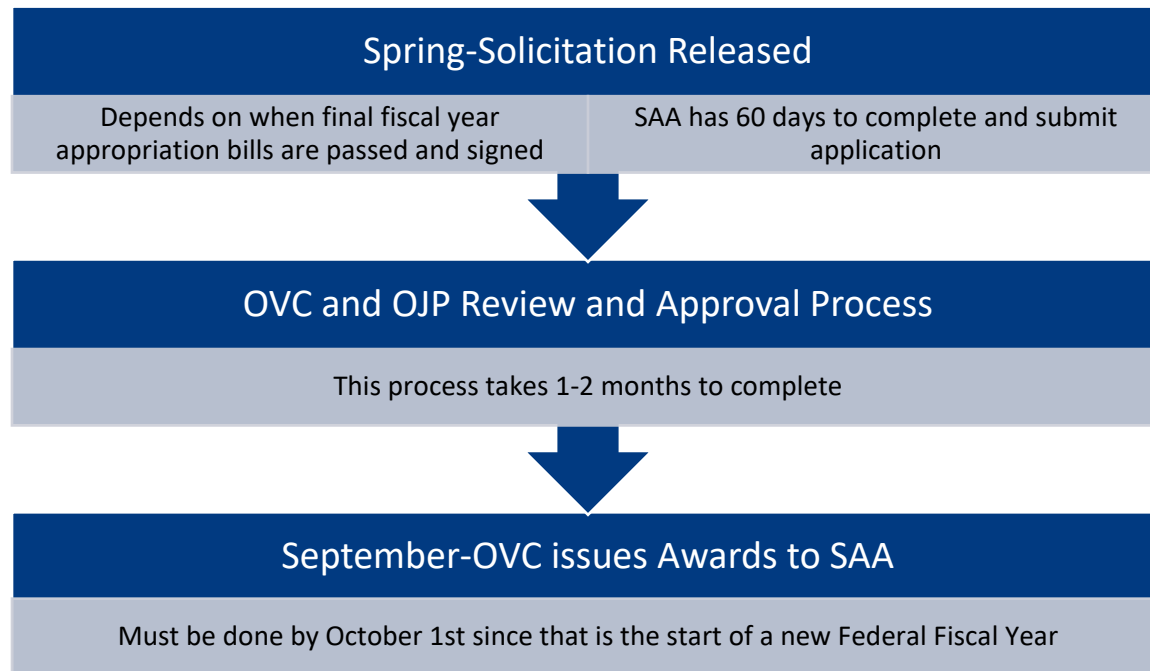 Spring-Solicitation Released
Depends on when final fiscal year
appropriation bills are passed and signed
SAA has 60 days to complete and submit
application
OVC and OJP Review and Approval Process
This process takes 1-2 months to complete
September-OVC issues Awards to SAA
Must be done by October 1st since that is the start of a new Federal Fiscal Year